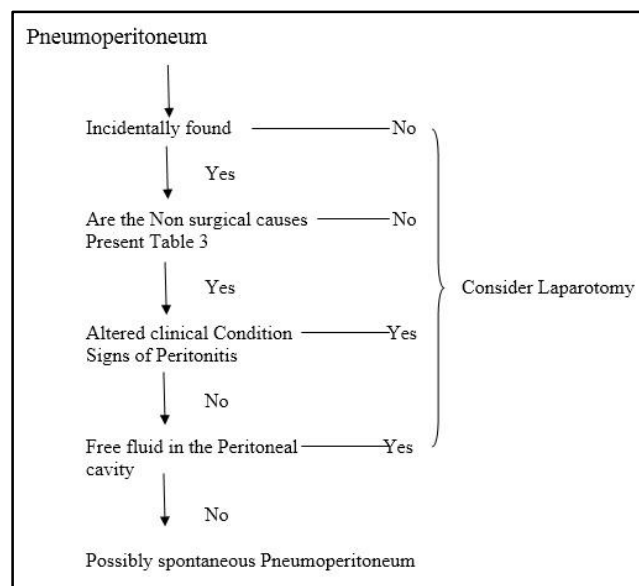 Pneumoperitoneum
Incidentally found No
Yes
Are the Non surgical causes No
Present Table 3
Yes
Consider Laparotomy
Altered clinical Condition Yes
Signs of Peritonitis
No
Free fluid in the Peritoneal Yes
cavity
No
Possibly spontaneous Pneumoperitoneum